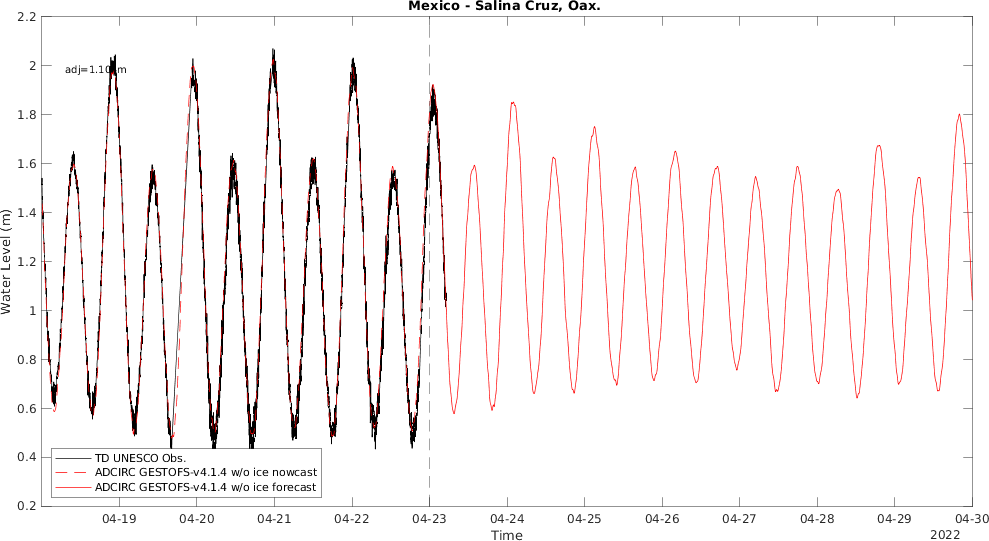 Mexico - Salina Cruz, Oax.
2.2
2
1.8
1.6
1.4
1.2
1
0.8
0.6
0.4
0.2
Water Level (m)
TD UNESCO Obs.
ADCIRC GESTOFS-v4.1.4 w/o ice nowcast
ADCIRC GESTOFS-v4.1.4 w/o ice forecast
04-19 04-20 04-21 04-22 04-23 04-24 04-25 04-26 04-27 04-28 04-29 04-30
Time
2022